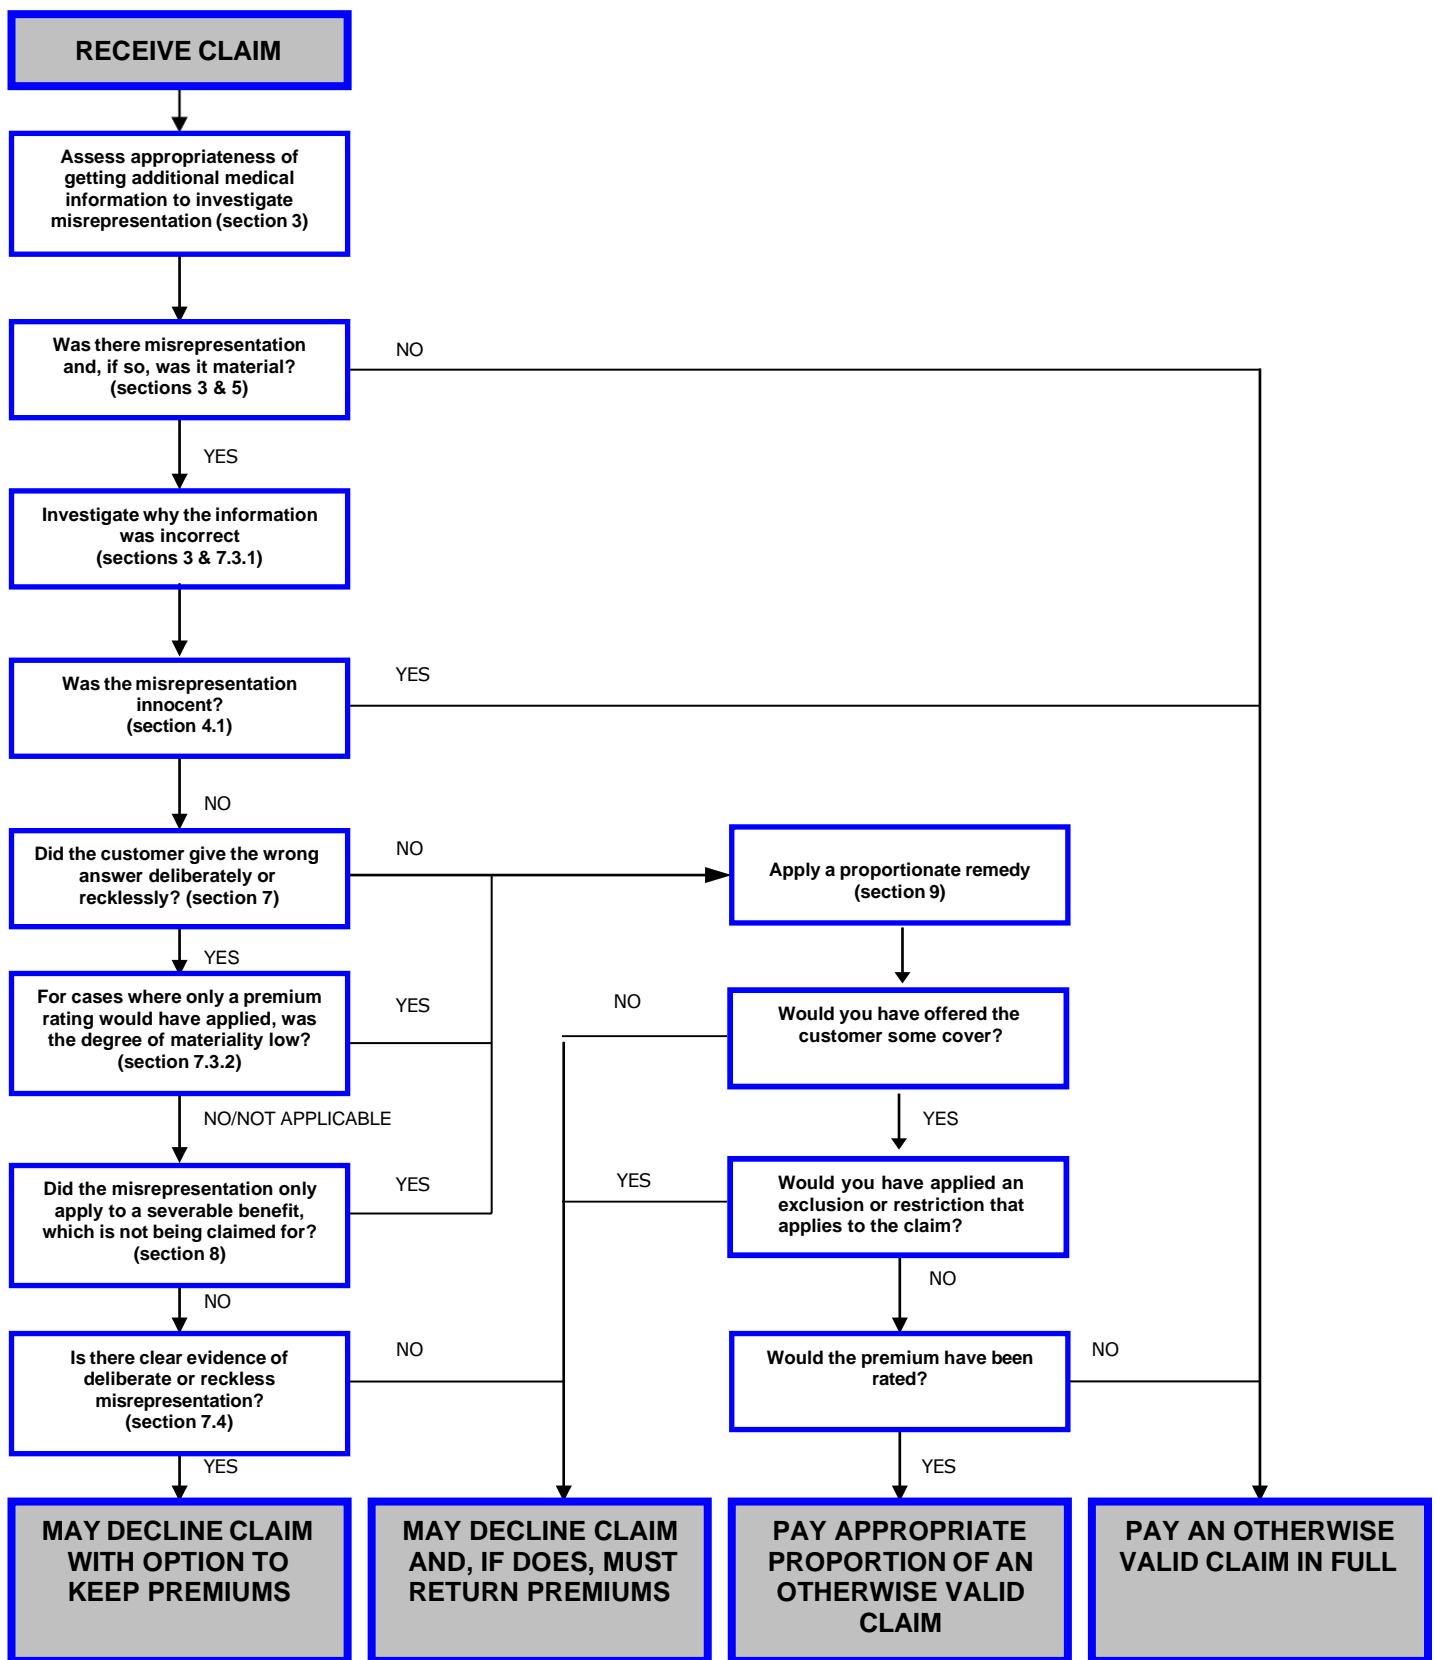 RECEIVE CLAIM
Assess appropriateness of
getting additional medical
information to investigate
misrepresentation (section 3)
Was there misrepresentation
and, if so, was it material?
(sections 3 & 5)
NO
YES
Investigate why the information
was incorrect
(sections 3 & 7.3.1)
Was the misrepresentation
innocent?
(section 4.1)
YES
NO
Did the customer give the wrong
answer deliberately or
recklessly? (section 7)
NO
Apply a proportionate remedy
(section 9)
YES
For cases where only a premium
rating would have applied, was
the degree of materiality low?
(section 7.3.2)
YES
NO
Would you have offered the
customer some cover?
NO/NOT APPLICABLE
YES
Did the misrepresentation only
apply to a severable benefit,
which is not being claimed for?
(section 8)
YES
YES
Would you have applied an
exclusion or restriction that
applies to the claim?
NO
NO
Is there clear evidence of
deliberate or reckless
misrepresentation?
(section 7.4)
NO
Would the premium have been
rated?
NO
YES
YES
MAY DECLINE CLAIM
WITH OPTION TO
KEEP PREMIUMS
MAY DECLINE CLAIM
AND, IF DOES, MUST
RETURN PREMIUMS
PAY APPROPRIATE
PROPORTION OF AN
OTHERWISE VALID
CLAIM
PAY AN OTHERWISE
VALID CLAIM IN FULL